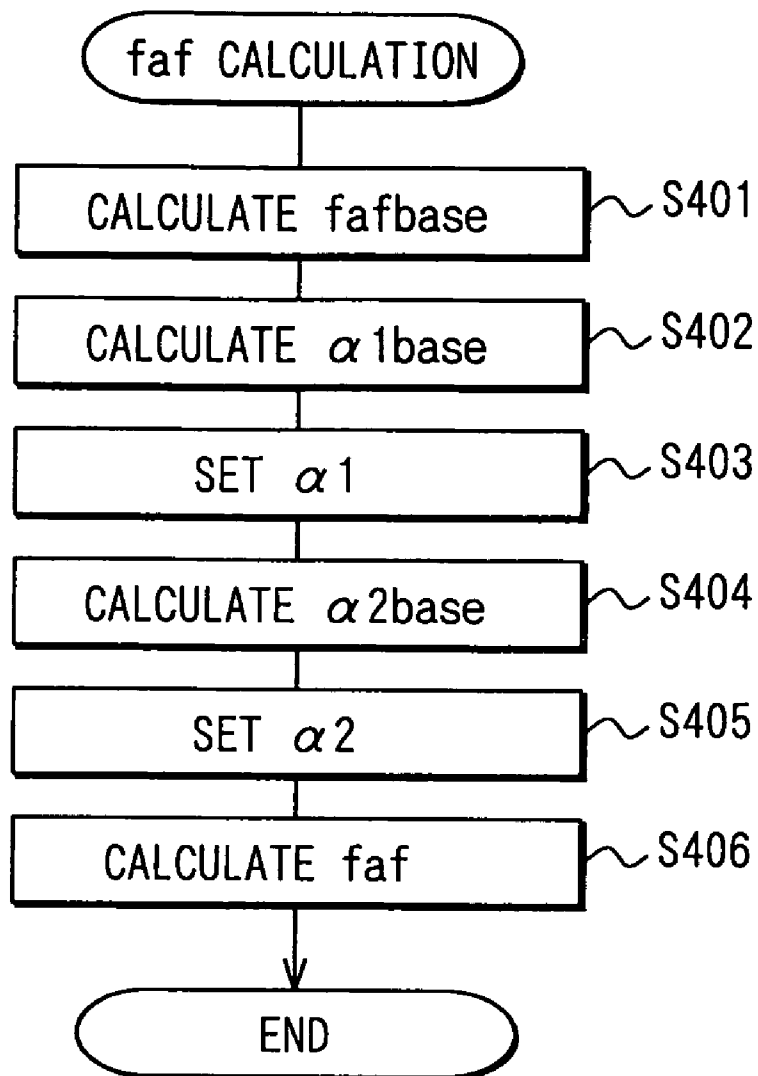 faf CALCULATION
CALCULATE fafbase S401
CALCULATE α1base S402
SET α1 S403
CALCULATE α2base S404
SET α2 S405
CALCULATE faf S406
END